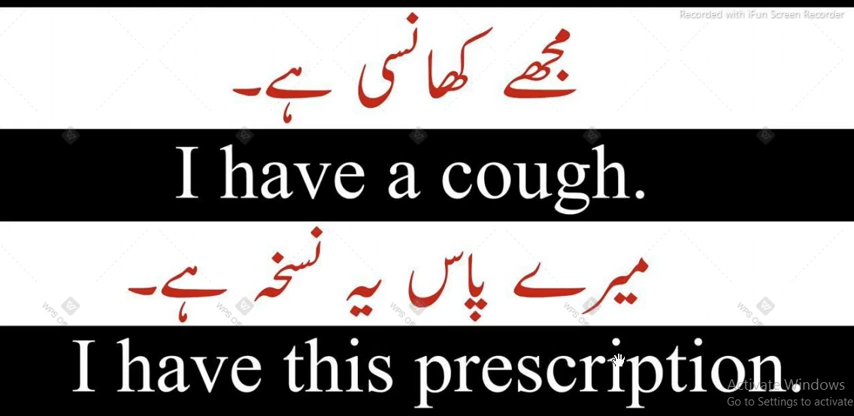 Recorded with iFun Screen Recorder
مجھے کھانسی ہے۔
I have a cough.
میرے پاس یہ نسخہ ہے۔
I have this prescription.
Activate Windows
Go to Settings to activate